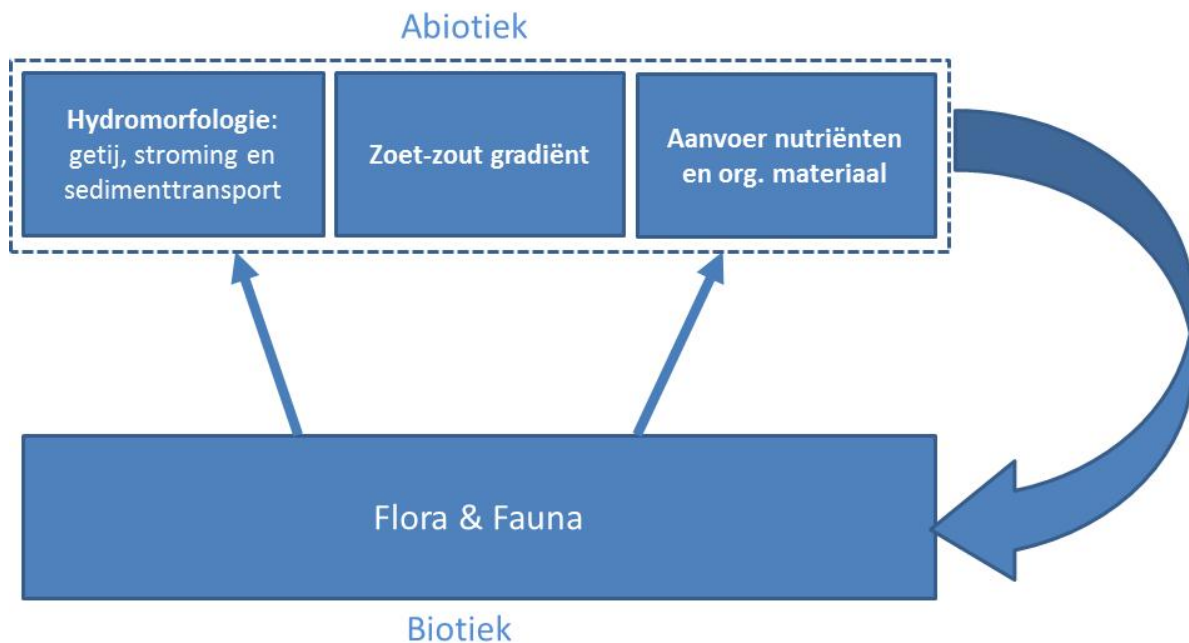 Abiotiek
Hydromorfologie:
getij, stroming en
sedimenttransport
Zoet-zout gradiënt
Aanvoer nutriënten
en org. materiaal
Flora & Fauna
Biotiek